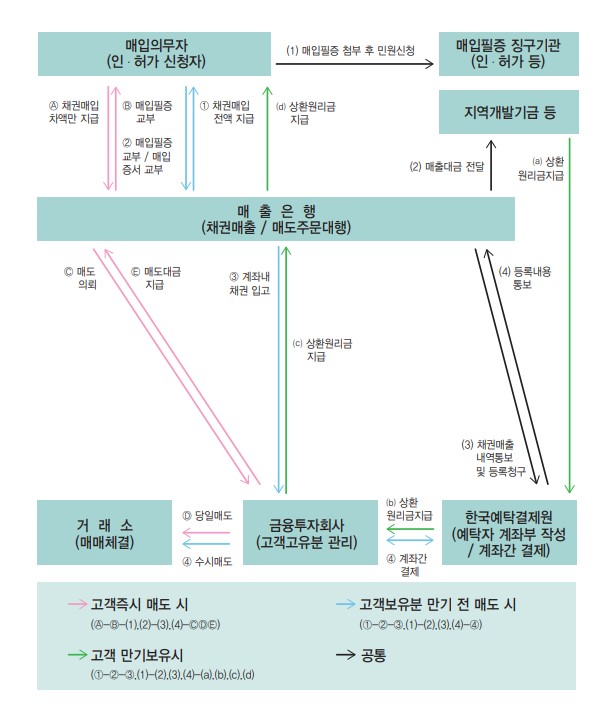 매입의무자
(인 · 허가 신청자)
(1) 매입필증 첨부 후 민원신청
매입필증 징구기관
(인 · 허가 등)
지역개발기금 등
Ⓐ 채권매입
차액만 지급
Ⓑ 매입필증
교부
② 매입필증
교부 / 매입
증서 교부
① 채권매입
전액 지급
(d) 상환원리금
지급
(2) 매출대금 전달
(a) 상환
원리금지급
매 출 은 행
(채권매출 / 매도주문대행)
Ⓒ 매도
의뢰
Ⓔ 매도대금
지급
③ 계좌내
채권 입고
(c) 상환원리금
지급
(4) 등록내용
통보
(3) 채권매출
내역통보
및 등록청구
거 래 소
(매매체결)
Ⓓ 당일매도
④ 수시매도
금융투자회사
(고객고유분 관리)
(b) 상환
원리금지급
④ 계좌간
결제
한국예탁결제원
(예탁자 계좌부 작성
/ 계좌간 결제)
고객즉시 매도 시
(Ⓐ-Ⓑ-(1),(2)-(3),(4)-ⒸⒹⒺ)
고객보유분 만기 전 매도 시
(①-②-③,(1)-(2),(3),(4)-④)
고객 만기보유시
(①-②-③,(1)-(2),(3),(4)-(a),(b),(c),(d)
공통